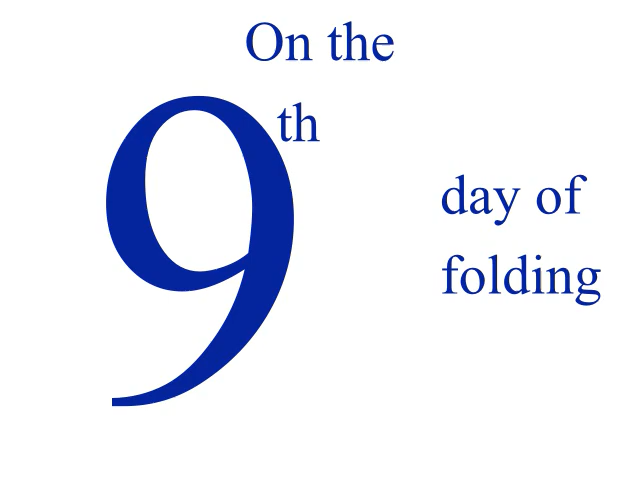 On the
9th
day of
folding